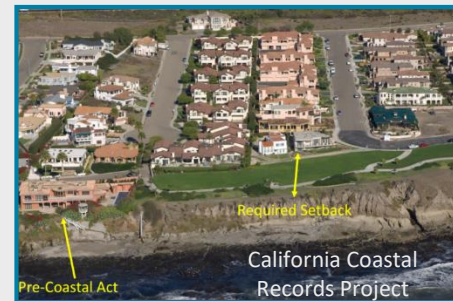 Required Setback
California Coastal
Records Project
Pre-Coastal Act